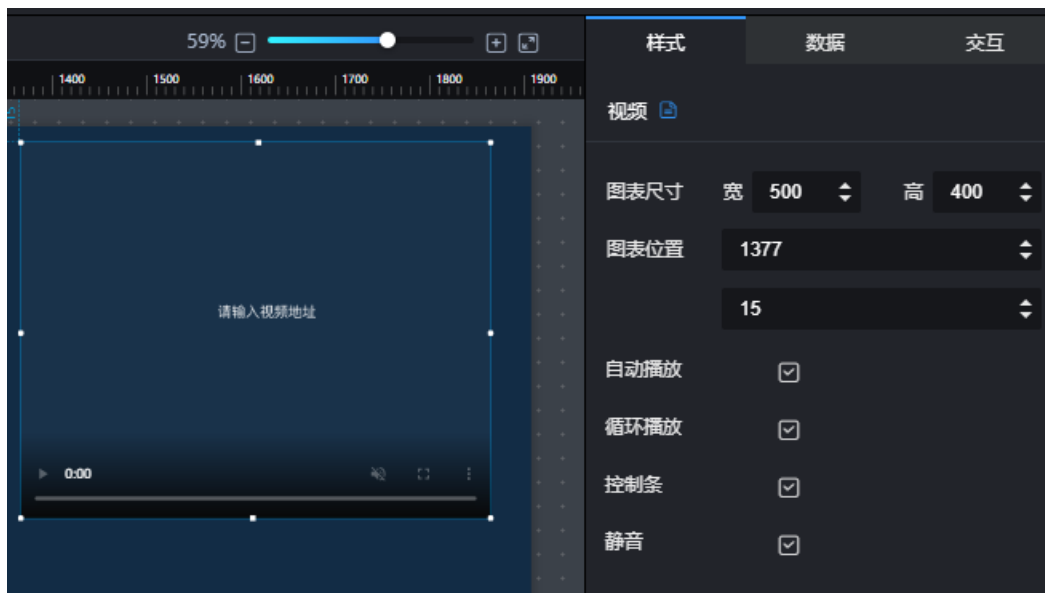 59%
样式 数据 交互
1400 1500 1600 1700 1800 1900
视频
图表尺寸 宽 500 高 400
图表位置 1377
15
请输入视频地址
自动播放
循环播放
控制条
0:00
静音